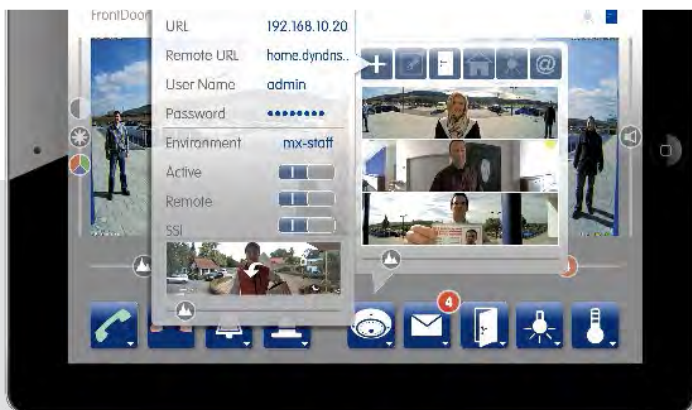 FrontDoor
URL 192.168.10.20
Remote URL home.dyndns..
User Name admin
Password ••••••••
Environment mx-staff
Active
Remote
SSl
@
4